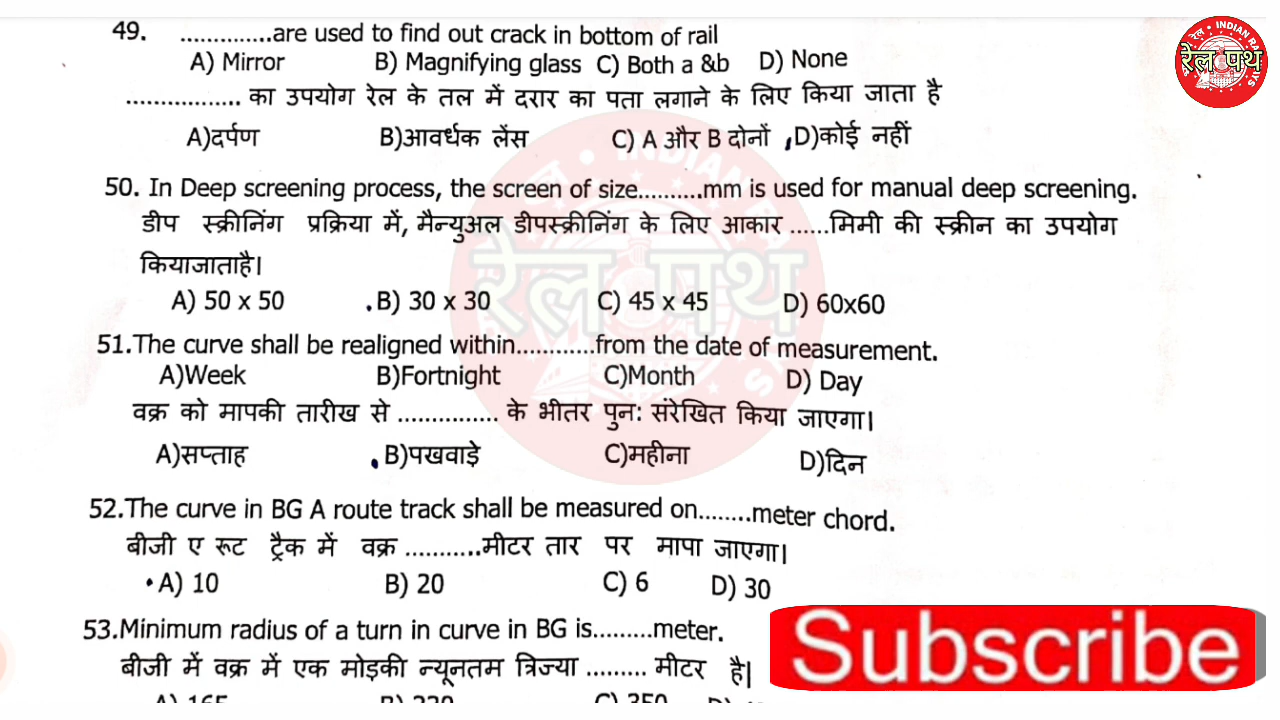 49. ..............are used to find out crack in bottom of rail
A) Mirror B) Magnifying glass C) Both a &b D) None
................. का उपयोग रेल के तल में दरार का पता लगाने के लिए किया जाता है
A)दर्पण B)आवर्धक लेंस C) A और B दोनों D)कोई नहीं
50. In Deep screening process, the screen of size..........mm is used for manual deep screening.
डीप स्क्रीनिंग प्रक्रिया में, मैन्युअल डीपस्क्रीनिंग के लिए आकार ......मिमी की स्क्रीन का उपयोग
कियाजाताहै।
A) 50 x 50 B) 30 x 30 C) 45 x 45 D) 60x60
51.The curve shall be realigned within............from the date of measurement.
A)Week B)Fortnight C)Month D) Day
वक्र को मापकी तारीख से ............... के भीतर पुनः संरेखित किया जाएगा।
A)सप्ताह B)पखवाड़े C)महीना D)दिन
52.The curve in BG A route track shall be measured on........meter chord.
बीजी ए रूट ट्रैक में वक्र ...........मीटर तार पर मापा जाएगा।
A) 10 B) 20 C) 6 D) 30
53.Minimum radius of a turn in curve in BG is.........meter.
बीजी में वक्र में एक मोड़की न्यूनतम त्रिज्या ......... मीटर है।
Subscribe
रेल पथ
INDIAN
रेल पथ